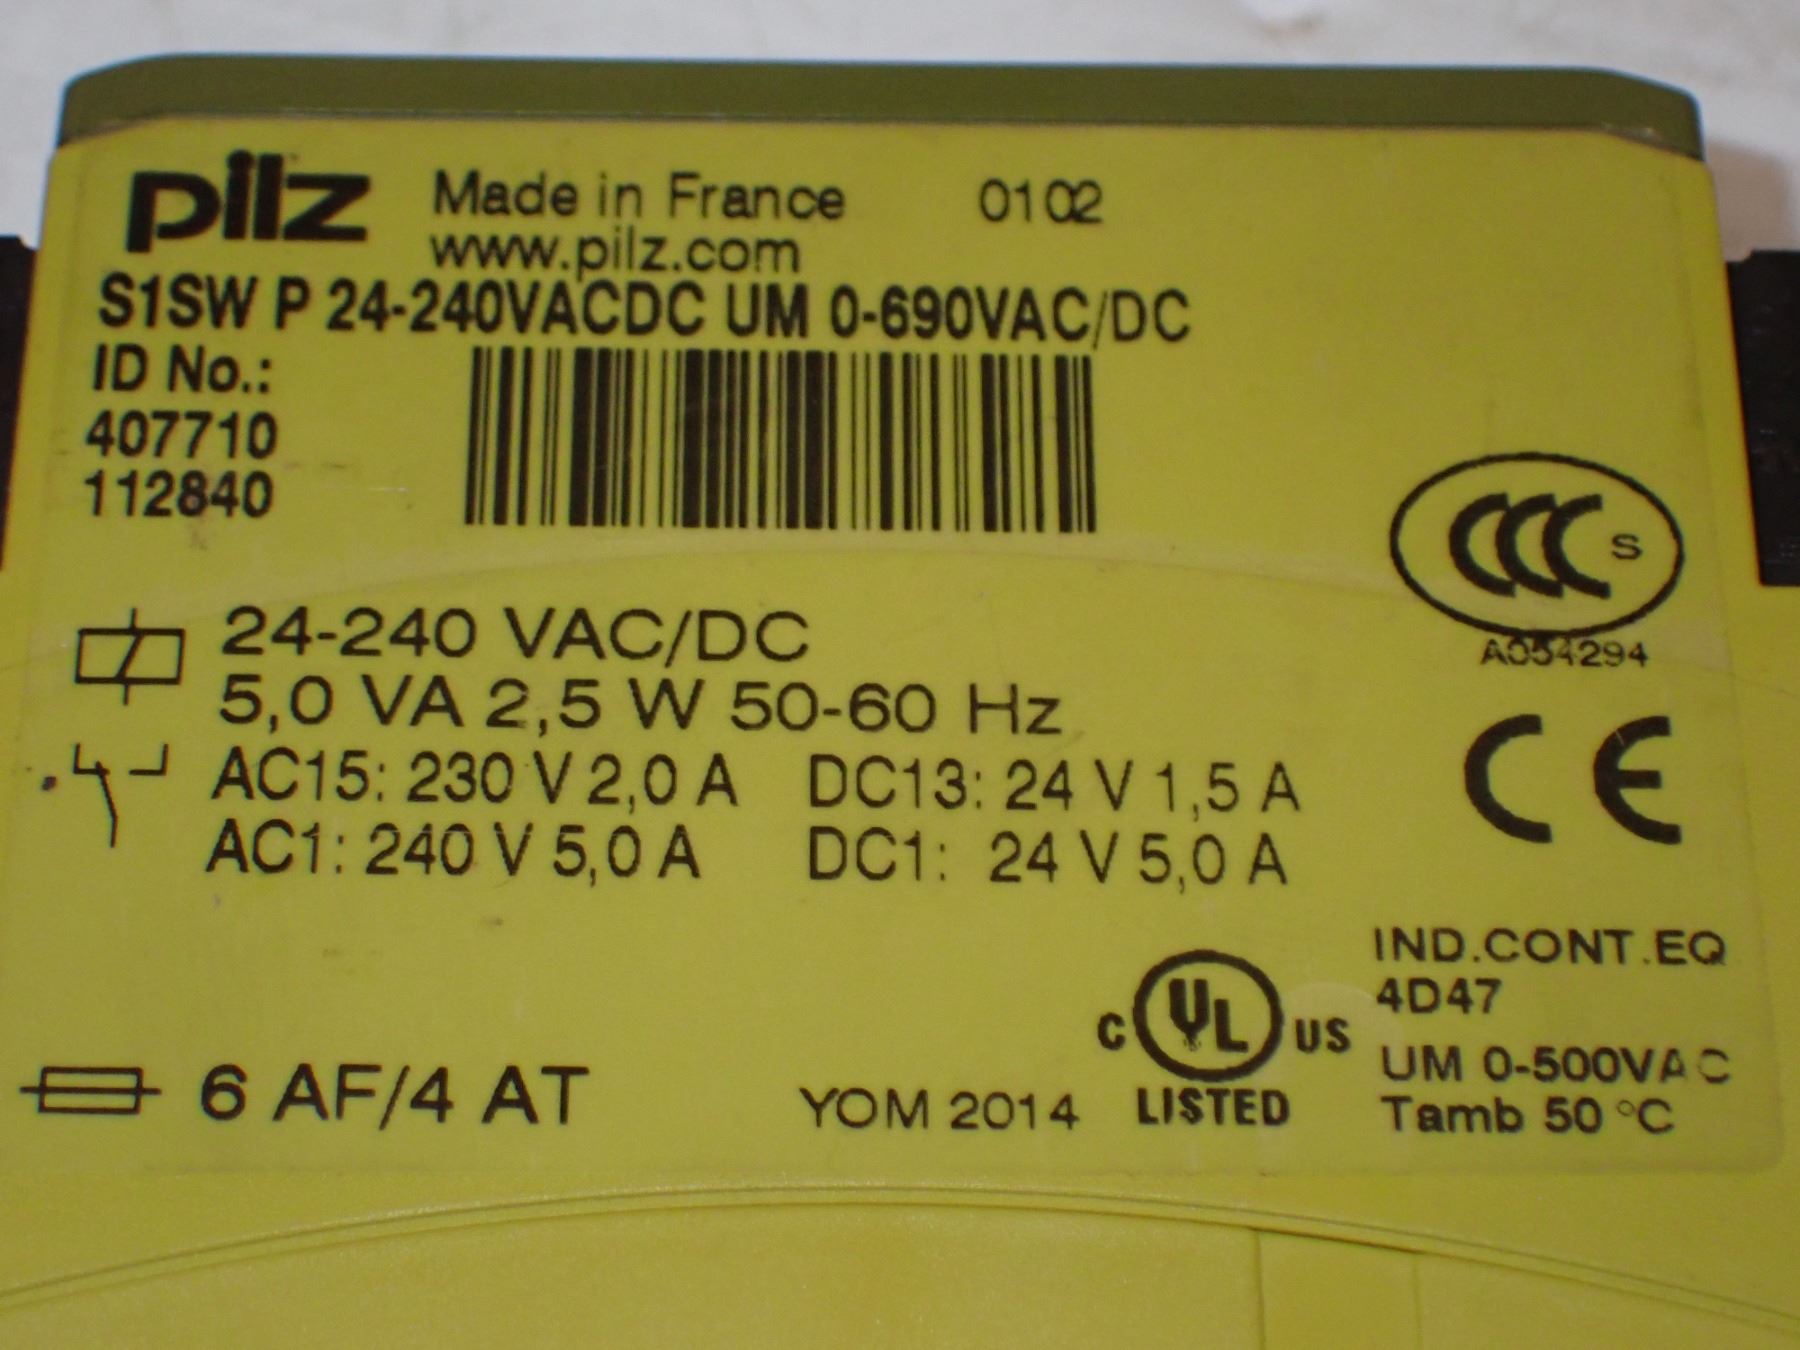 pilz Made in France 0102
www.pilz.com
S1SW P 24-240VACDC UM 0-690VAC/DC
ID No.:
407710
112840
CCC S
A054294
24-240 VAC/DC
5,0 VA 2,5 W 50-60 Hz
AC15: 230 V 2,0 A DC13: 24 V 1,5 A
AC1: 240 V 5,0 A DC1: 24 V 5,0 A
CE
IND.CONT.EQ
4D47
C UL US
LISTED
UM 0-500VAC
Tamb 50 °C
6 AF/4 AT
YOM 2014